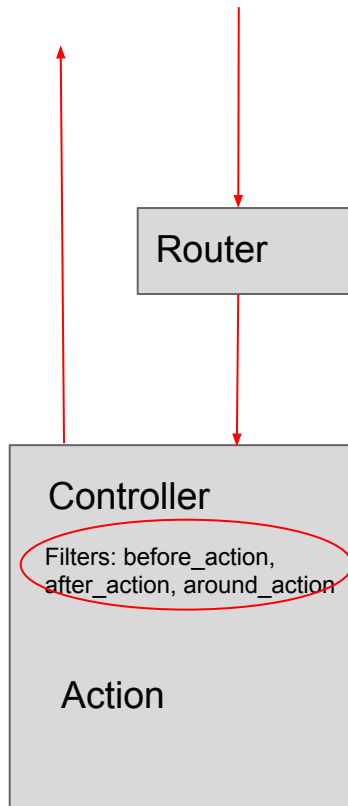 Router
Controller
Filters: before_action,
after_action, around_action
Action